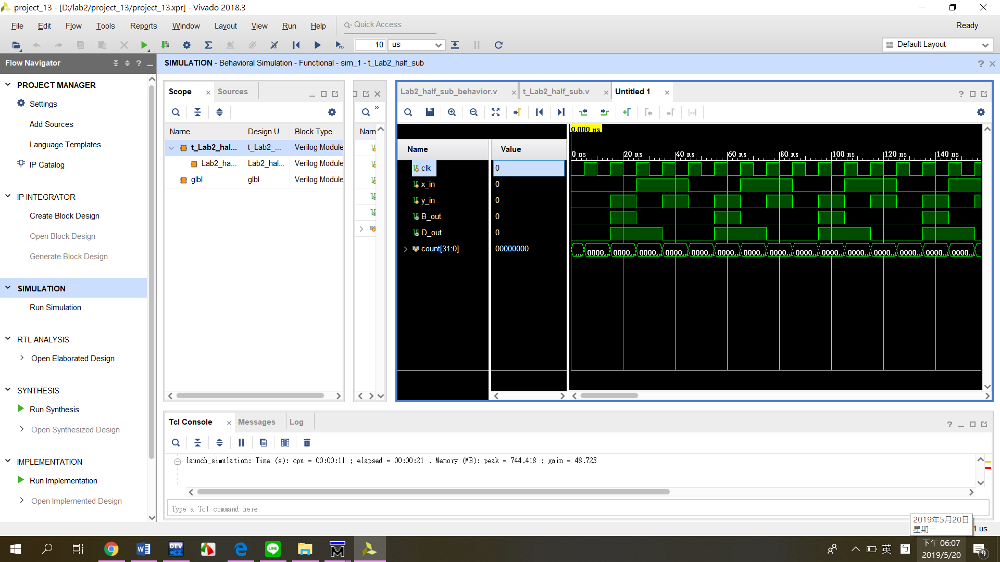 project_13 - [D:/lab2/project_13/project_13.xpr] - Vivado 2018.3
File Edit Flow Tools Reports Window Layout View Run Help Quick Access Ready
10 us Default Layout
Flow Navigator
SIMULATION - Behavioral Simulation - Functional - sim_1 - t_Lab2_half_sub
PROJECT MANAGER
Settings
Add Sources
Language Templates
IP Catalog
IP INTEGRATOR
Create Block Design
Open Block Design
Generate Block Design
SIMULATION
Run Simulation
RTL ANALYSIS
Open Elaborated Design
SYNTHESIS
Run Synthesis
Open Synthesized Design
IMPLEMENTATION
Run Implementation
Open Implemented Design
Scope Sources
Name Design U... Block Type
t_Lab2_hal... t_Lab2_... Verilog Module
Lab2_ha... Lab2_hal... Verilog Module
glbl glbl Verilog Module
Nam
Lab2_half_sub_behavior.v t_Lab2_half_sub.v Untitled 1
0.000 ns
Name Value
0 ns 20 ns 40 ns 60 ns 80 ns 100 ns 120 ns 140 ns
clk 0
x_in 0
y_in 0
B_out 0
D_out 0
count[31:0] 00000000
... 0000... 0000... 0000... 0000... 0000... 0000... 0000... 0000... 0000... 0000... 0000... 0000... 0000... 0000... 0000...
Tcl Console Messages Log
launch_simulation: Time (s): cpu = 00:00:11 ; elapsed = 00:00:21 . Memory (MB): peak = 744.418 ; gain = 48.723
Type a Tcl command here
2019年5月20日
星期一
1 us
DEV C++
LINE
英
下午 06:07
2019/5/20
9